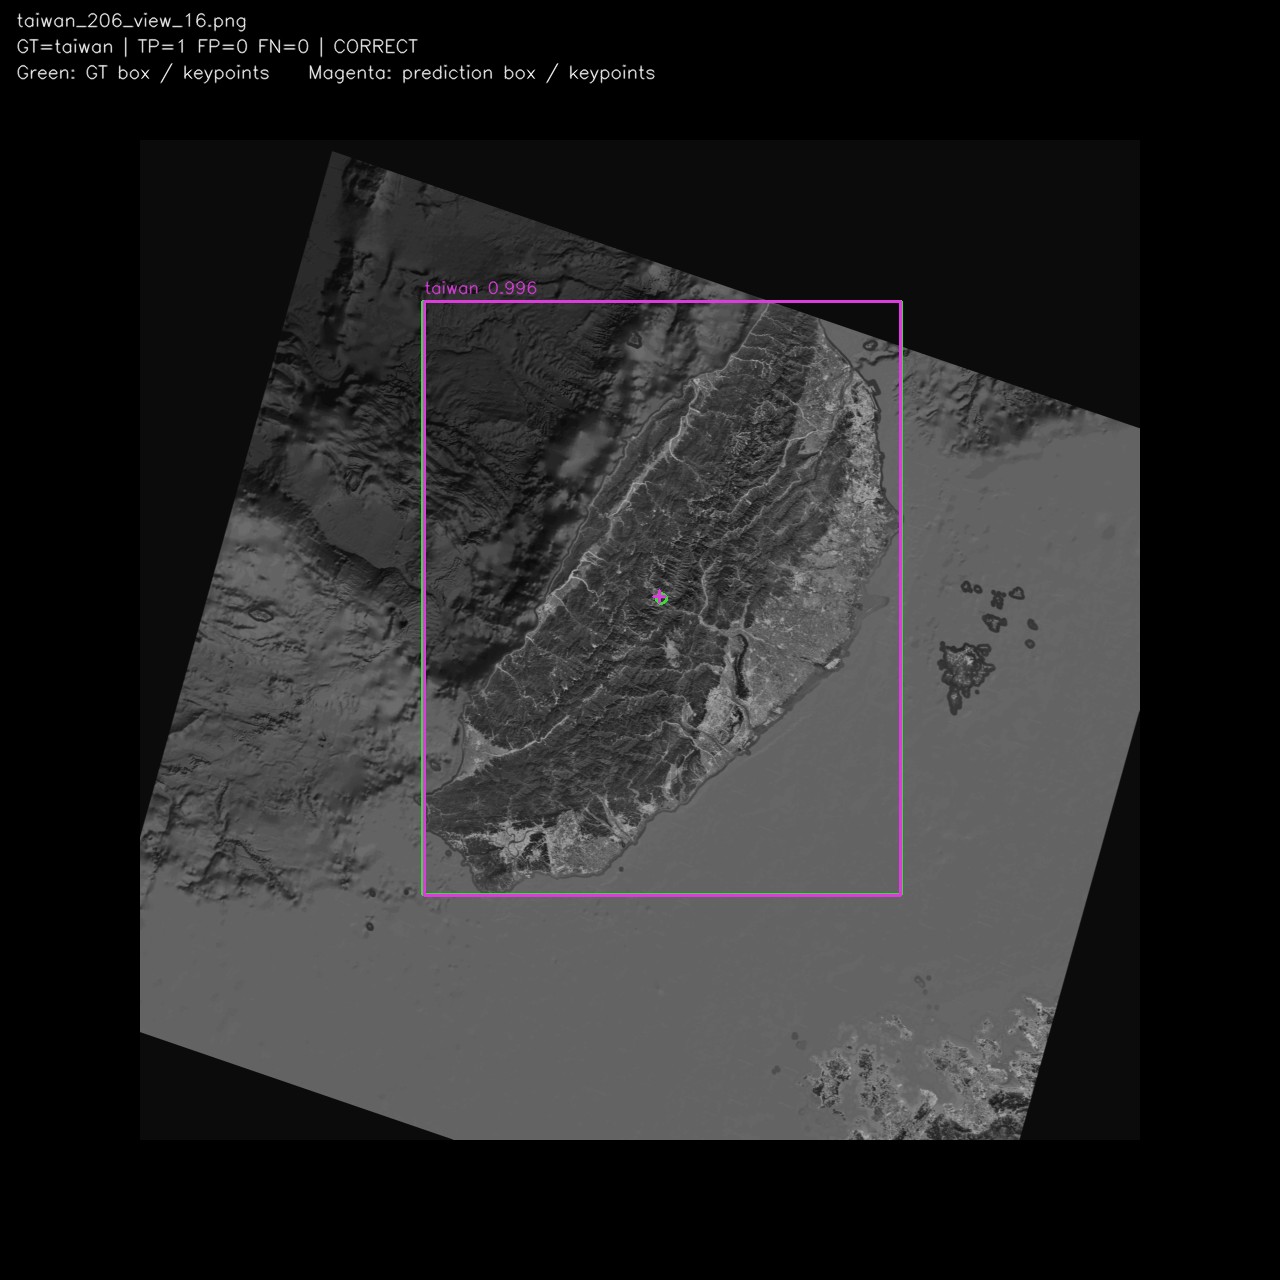 taiwan_206_view_16.png
GT=taiwan | TP=1 FP=0 FN=0 | CORRECT
Green: GT box / keypoints    Magenta: prediction box / keypoints
taiwan 0.996